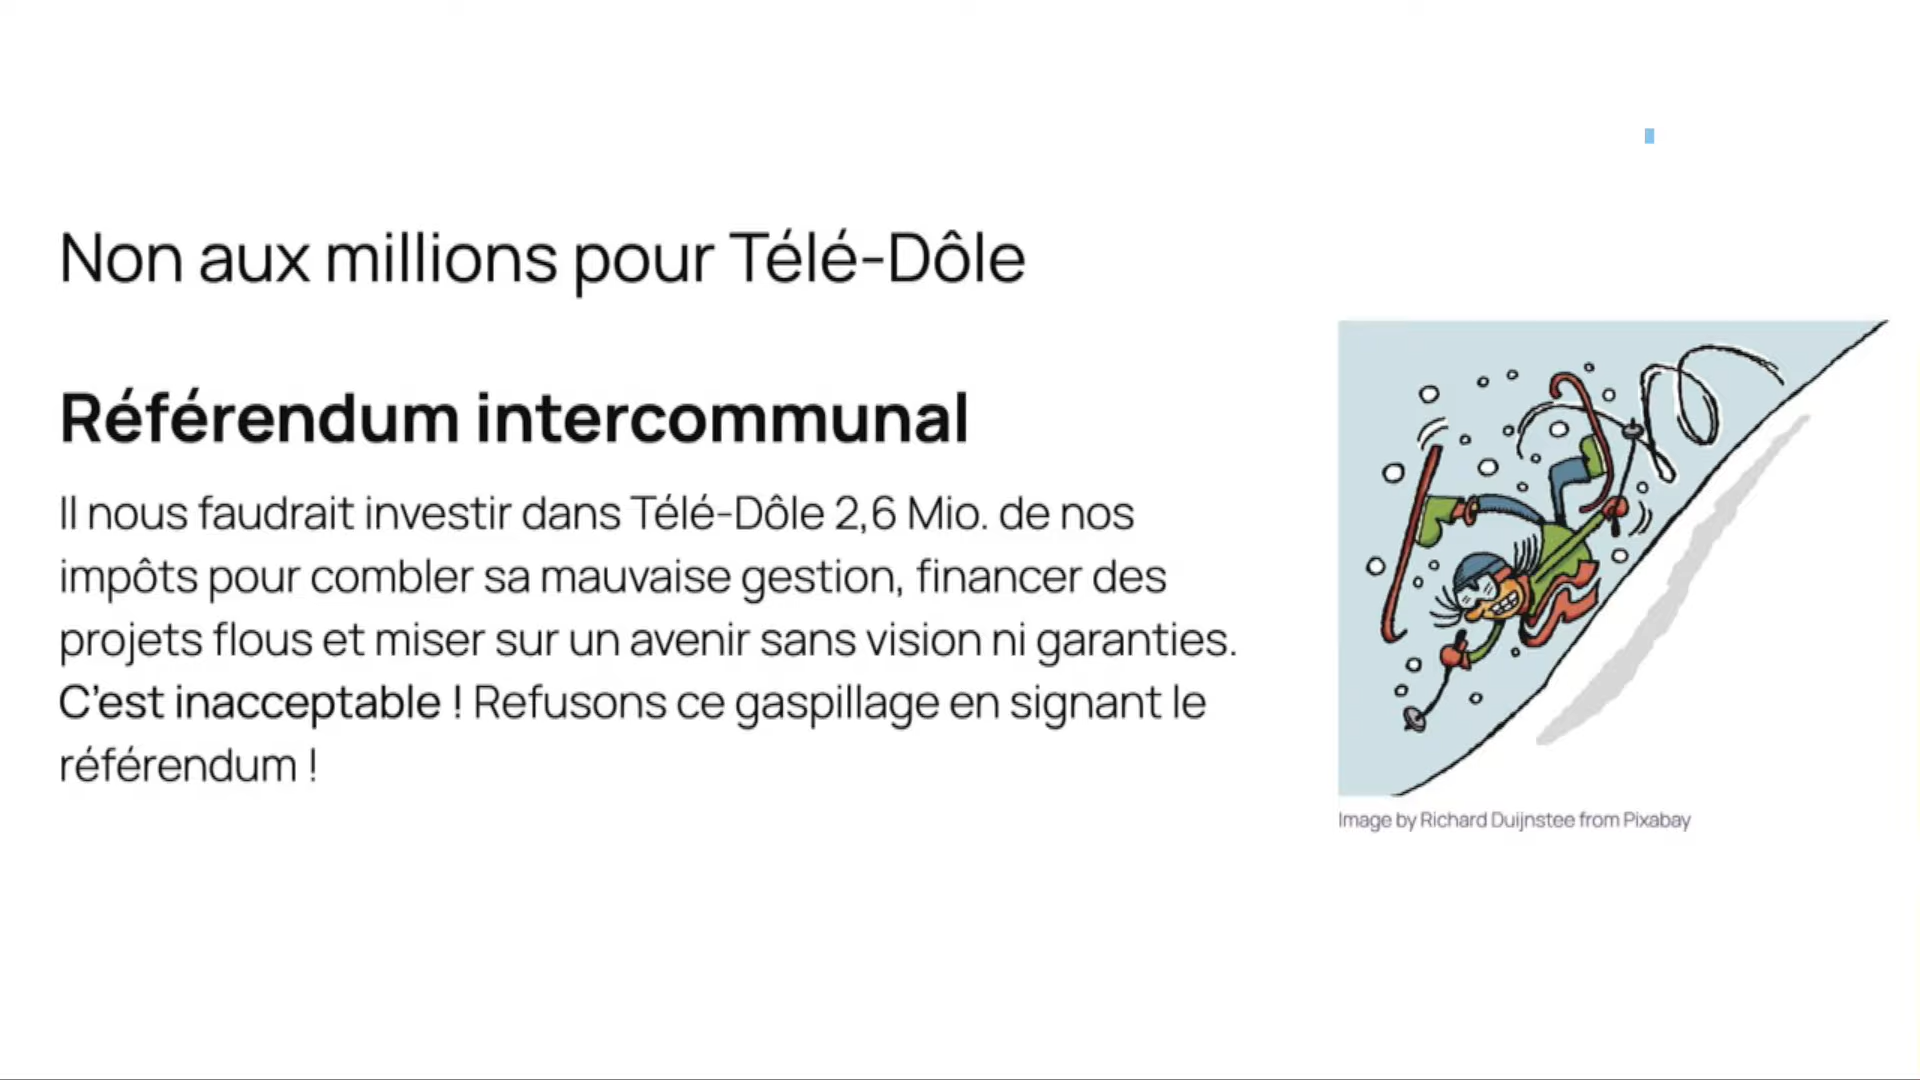 Non aux millions pour Télé-Dôle
Référendum intercommunal
Il nous faudrait investir dans Télé-Dôle 2,6 Mio. de nos
impôts pour combler sa mauvaise gestion, financer des
projets flous et miser sur un avenir sans vision ni garanties.
C’est inacceptable ! Refusons ce gaspillage en signant le
référendum !
Image by Richard Duijnstee from Pixabay